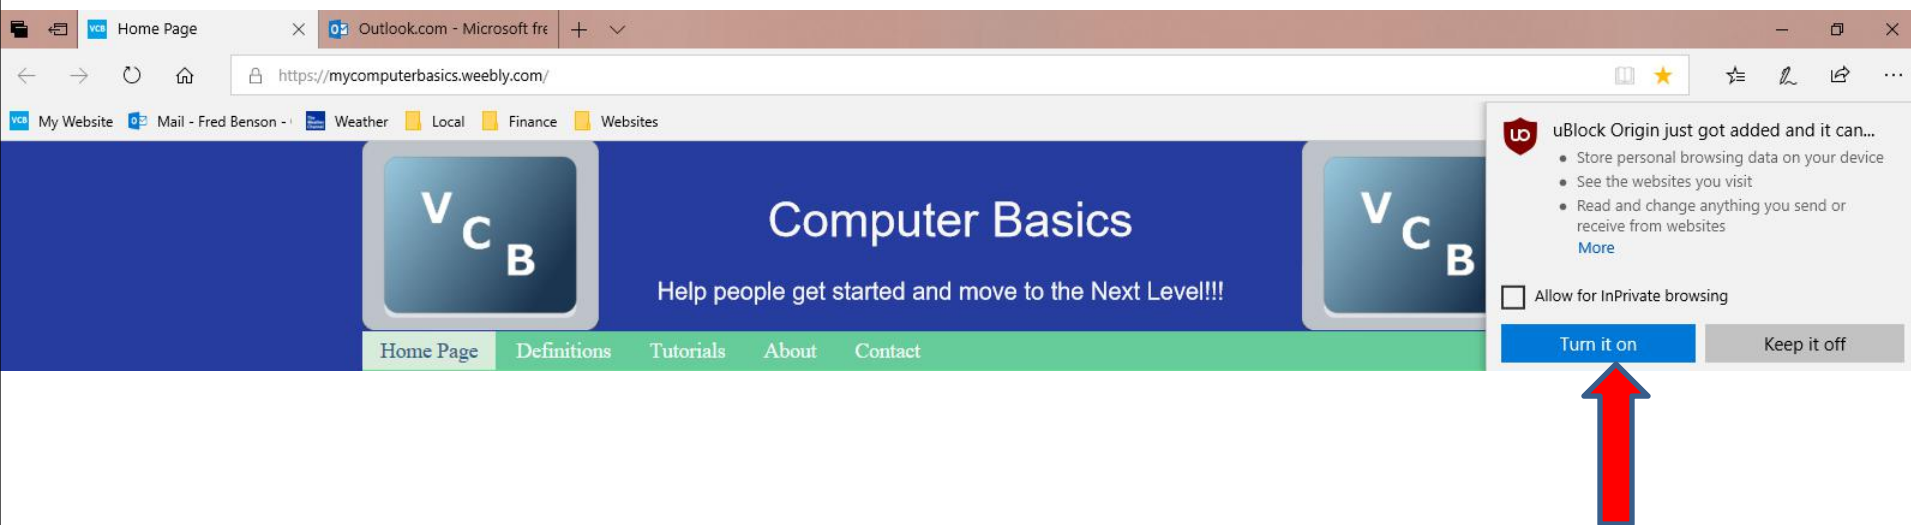 VCB Home Page
Outlook.com - Microsoft fre
https://mycomputerbasics.weebly.com/
VCB My Website Mail - Fred Benson - Weather Local Finance Websites
uBlock Origin just got added and it can...
Store personal browsing data on your device
See the websites you visit
Read and change anything you send or
receive from websites
More
Allow for InPrivate browsing
Turn it on Keep it off
V C B
Computer Basics
Help people get started and move to the Next Level!!!
V C B
Home Page Definitions Tutorials About Contact